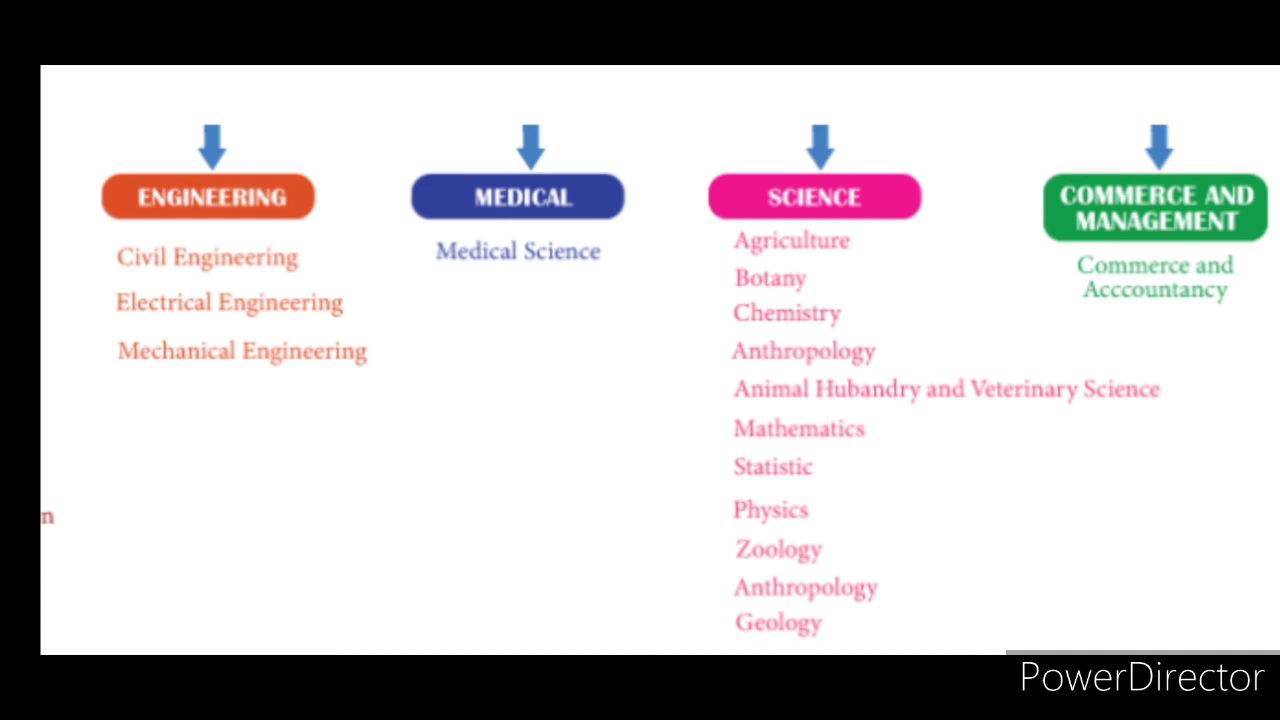 ENGINEERING
Civil Engineering
Electrical Engineering
Mechanical Engineering
MEDICAL
Medical Science
SCIENCE
Agriculture
Botany
Chemistry
Anthropology
Animal Hubandry and Veterinary Science
Mathematics
Statistic
Physics
Zoology
Anthropology
Geology
COMMERCE AND
MANAGEMENT
Commerce and
Acccountancy
n
PowerDirector